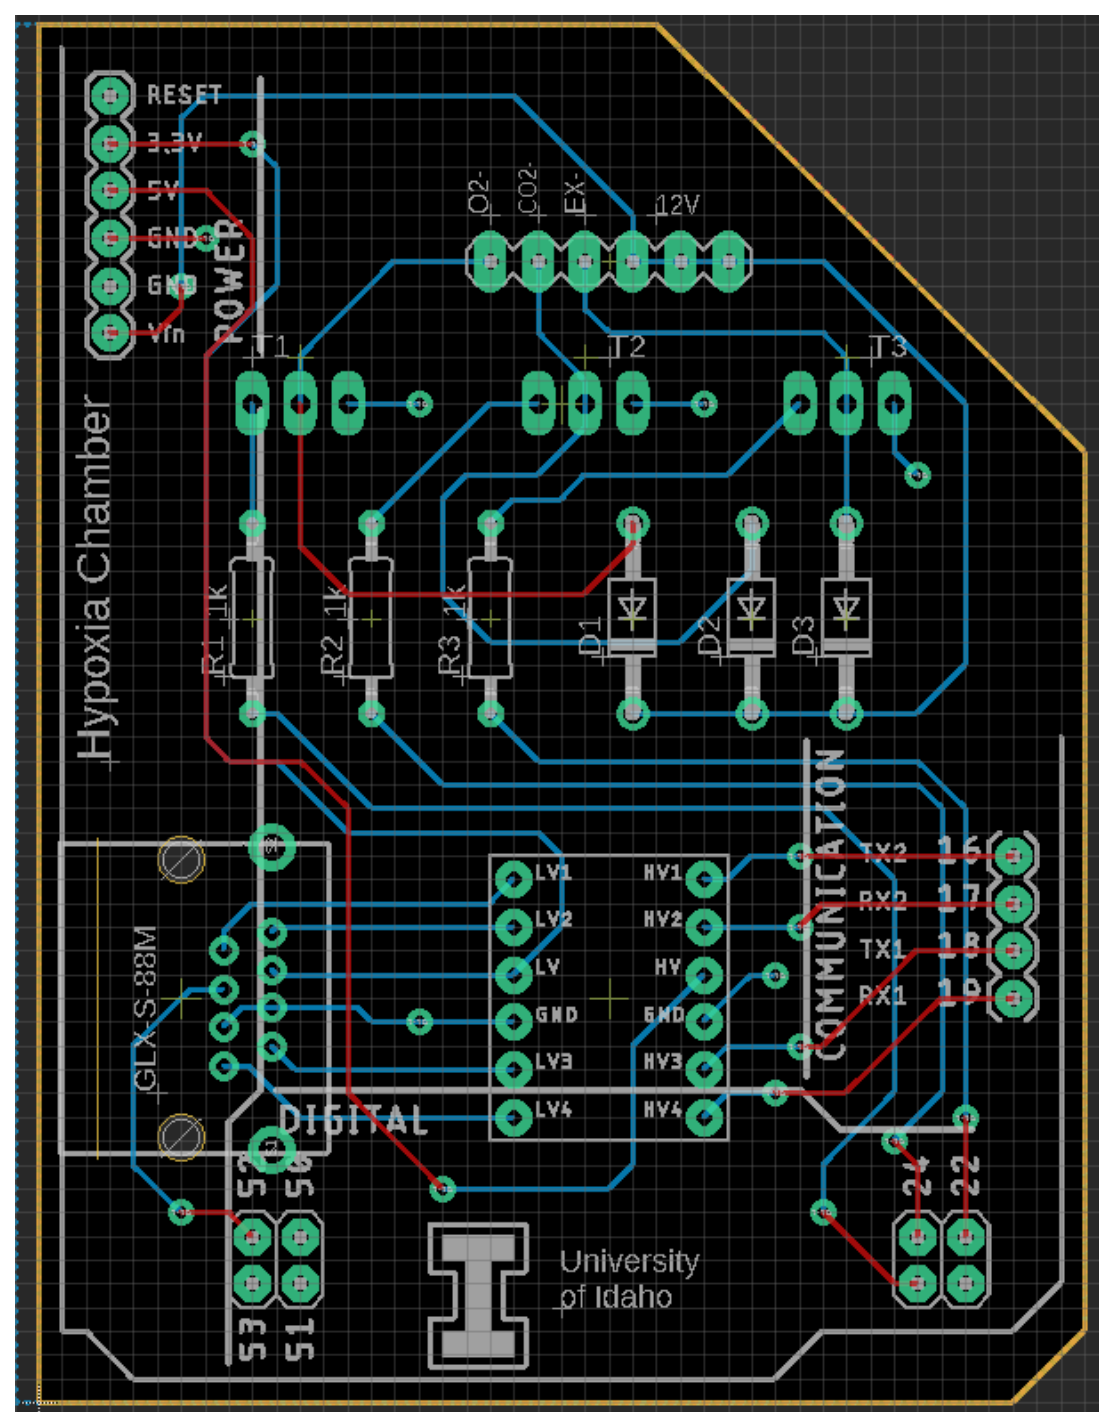 RESET
3.3V
5V
GND
GND
Vin
POWER
O2-
CO2-
EX-
12V
T1
T2
T3
Hypoxia Chamber
R1
1k
R2
1k
R3
1k
D1
D2
D3
COMMUNICATION
TX2
16
RX2
17
TX1
18
RX1
19
GLX-S-88M
S2
S1
LV1
LV2
LV
GND
LV3
LV4
HV1
HV2
HV
GND
HV3
HV4
DIGITAL
52
50
53
51
24
22
University
of Idaho